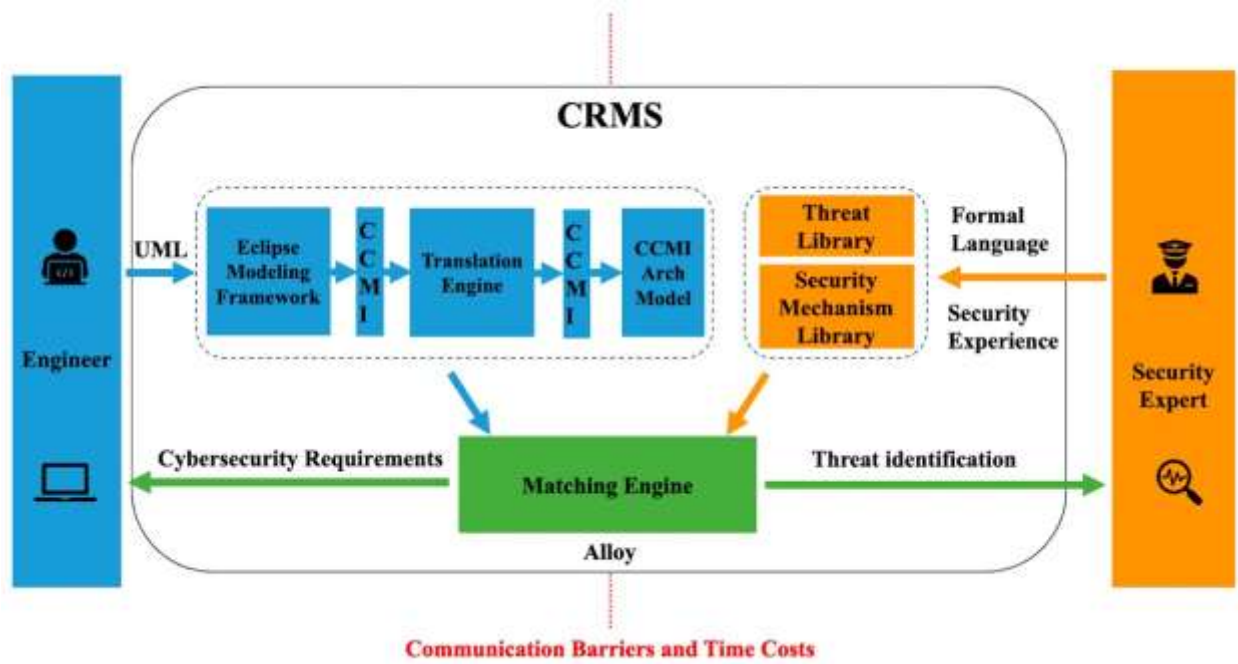 CRMS
UML
Eclipse
Modeling
Framework
C
C
M
I
Translation
Engine
C
C
M
I
CCMI
Arch
Model
Threat
Library
Security
Mechanism
Library
Formal
Language
Security
Experience
Engineer
Security
Expert
Cybersecurity Requirements
Matching Engine
Threat identification
Alloy
Communication Barriers and Time Costs